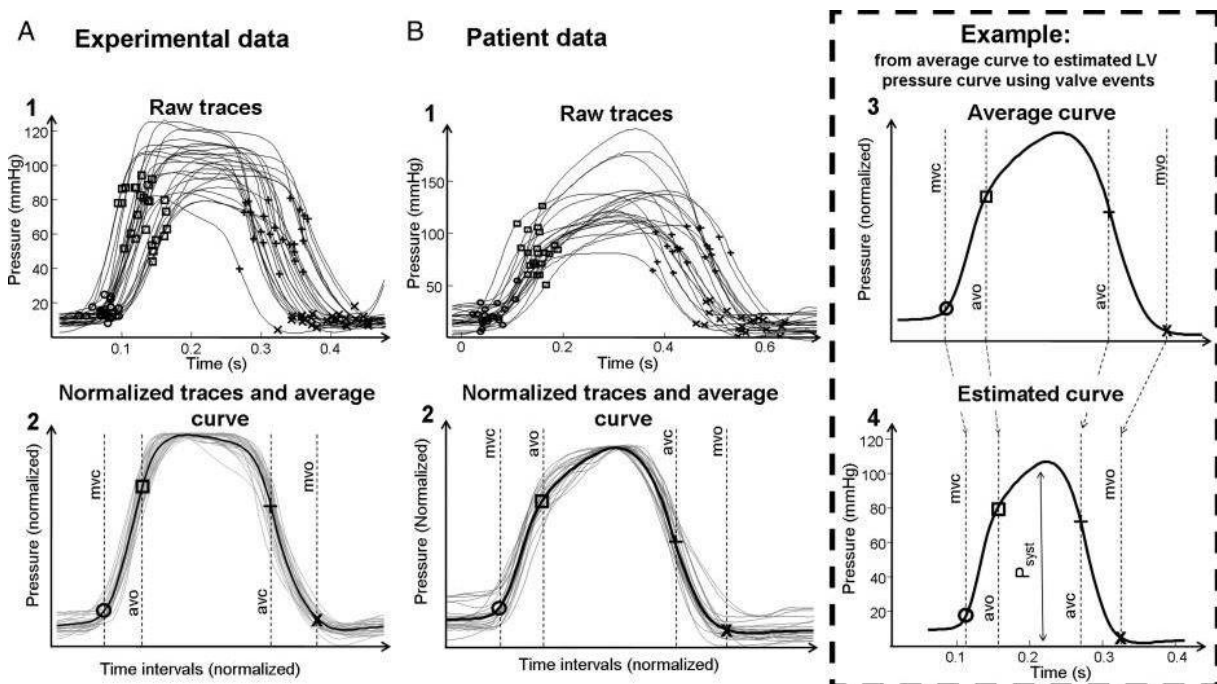 A Experimental data
1 Raw traces
Pressure (mmHg)
120
100
80
60
40
20
0.1 0.2 0.3 0.4
Time (s)
Normalized traces and average
curve
2
Pressure (normalized)
mvc
avo
avc
mvo
Time intervals (normalized)
B Patient data
1 Raw traces
Pressure (mmHg)
150
100
50
0 0.2 0.4 0.6
Time (s)
Normalized traces and average
curve
2
Pressure (Normalized)
mvc
avo
avc
mvo
Time intervals (normalized)
Example:
from average curve to estimated LV
pressure curve using valve events
3 Average curve
Pressure (normalized)
mvc
avo
avc
mvo
Estimated curve
4
Pressure (mmHg)
120
100
80
60
40
20
mvc
avo
Psyst
avc
mvo
0.1 0.2 0.3 0.4
Time (s)